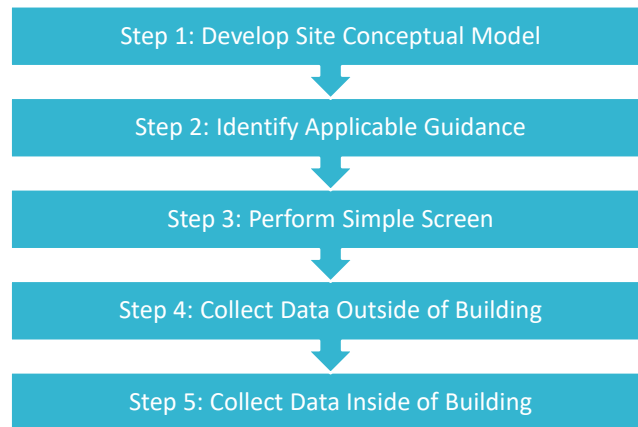 Step 1: Develop Site Conceptual Model
Step 2: Identify Applicable Guidance
Step 3: Perform Simple Screen
Step 4: Collect Data Outside of Building
Step 5: Collect Data Inside of Building